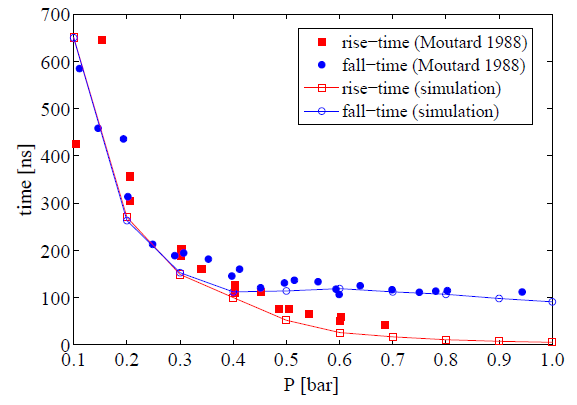 700
600
500
400
300
200
100
0
time [ns]
rise−time (Moutard 1988)
fall−time (Moutard 1988)
rise−time (simulation)
fall−time (simulation)
0.1 0.2 0.3 0.4 0.5 0.6 0.7 0.8 0.9 1.0
P [bar]